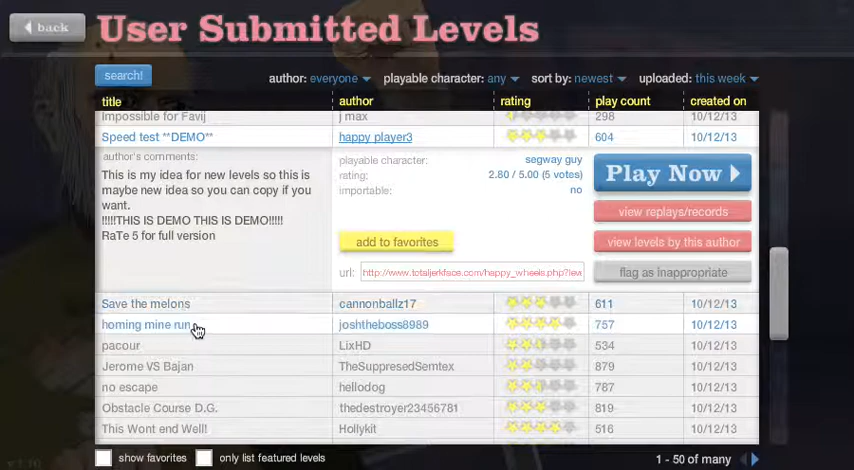 back
User Submitted Levels
search!
author: everyone playable character: any sort by: newest uploaded: this week
title author rating play count created on
Impossible for Favij j max 298 10/12/13
Speed test **DEMO** happy player3 604 10/12/13
author's comments:
This is my idea for new levels so this is
maybe new idea so you can copy if you
want.
!!!!!THIS IS DEMO THIS IS DEMO!!!!!
RaTe 5 for full version
playable character: segway guy
rating: 2.80 / 5.00 (5 votes)
importable: no
add to favorites
url: http://www.totaljerkface.com/happy_wheels.php?lev
Play Now
view replays/records
view levels by this author
flag as inappropriate
Save the melons cannonballz17 611 10/12/13
homing mine run joshtheboss8989 757 10/12/13
pacour LixHD 534 10/12/13
Jerome VS Bajan TheSuppresedSemtex 879 10/12/13
no escape hellodog 787 10/12/13
Obstacle Course D.G. thedestroyer23456781 819 10/12/13
This Wont end Well! Hollykit 516 10/12/13
show favorites only list featured levels 1 - 50 of many